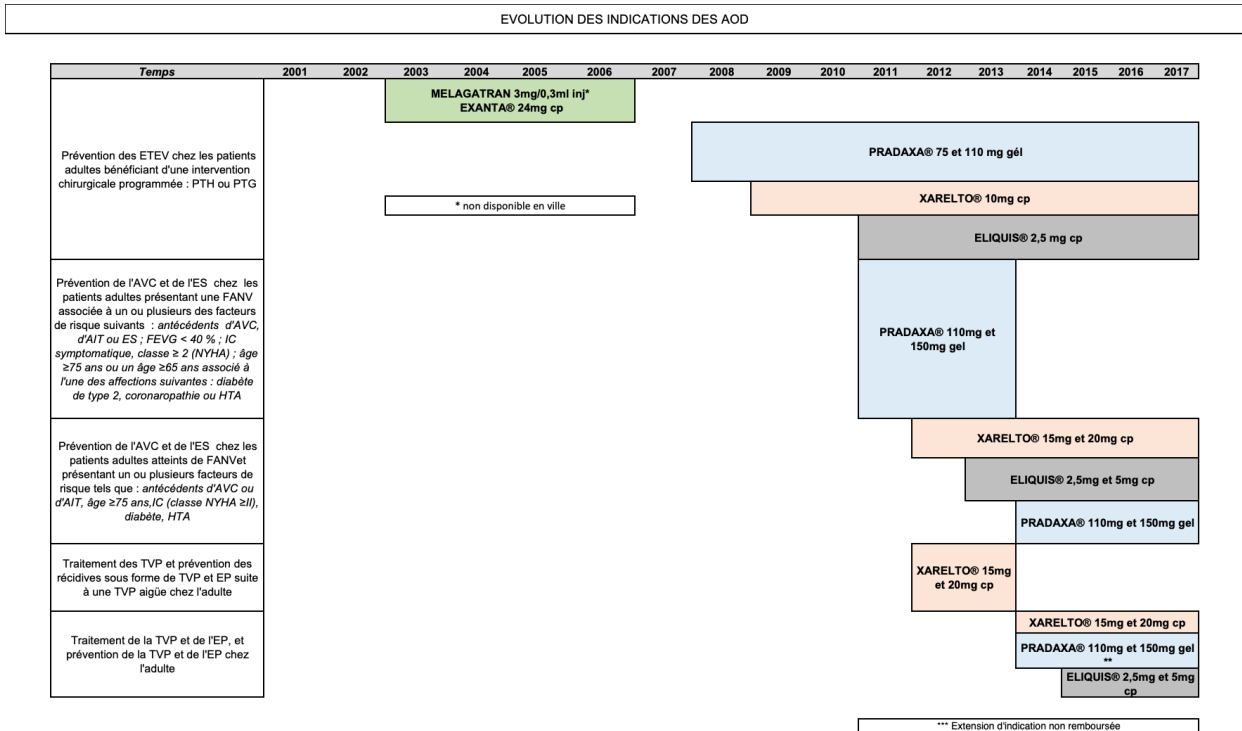 EVOLUTION DES INDICATIONS DES AOD
Temps 2001 2002 2003 2004 2005 2006 2007 2008 2009 2010 2011 2012 2013 2014 2015 2016 2017
Prévention des ETEV chez les patients
adultes bénéficiant d'une intervention
chirurgicale programmée : PTH ou PTG
MELAGATRAN 3mg/0,3ml inj*
EXANTA® 24mg cp
PRADAXA® 75 et 110 mg gél
* non disponible en ville
XARELTO® 10mg cp
ELIQUIS® 2,5 mg cp
Prévention de l'AVC et de l'ES chez les
patients adultes présentant une FANV
associée à un ou plusieurs des facteurs
de risque suivants : antécédents d'AVC,
d'AIT ou ES ; FEVG < 40 % ; IC
symptomatique, classe ≥ 2 (NYHA) ; âge
≥75 ans ou un âge ≥65 ans associé à
l'une des affections suivantes : diabète
de type 2, coronaropathie ou HTA
PRADAXA® 110mg et
150mg gel
Prévention de l'AVC et de l'ES chez les
patients adultes atteints de FANVet
présentant un ou plusieurs facteurs de
risque tels que : antécédents d'AVC ou
d'AIT, âge ≥75 ans,IC (classe NYHA ≥II),
diabète, HTA
XARELTO® 15mg et 20mg cp
ELIQUIS® 2,5mg et 5mg cp
PRADAXA® 110mg et 150mg gel
Traitement des TVP et prévention des
récidives sous forme de TVP et EP suite
à une TVP aigüe chez l'adulte
XARELTO® 15mg
et 20mg cp
Traitement de la TVP et de l'EP, et
prévention de la TVP et de l'EP chez
l'adulte
XARELTO® 15mg et 20mg cp
PRADAXA® 110mg et 150mg gel
**
ELIQUIS® 2,5mg et 5mg
cp
*** Extension d'indication non remboursée